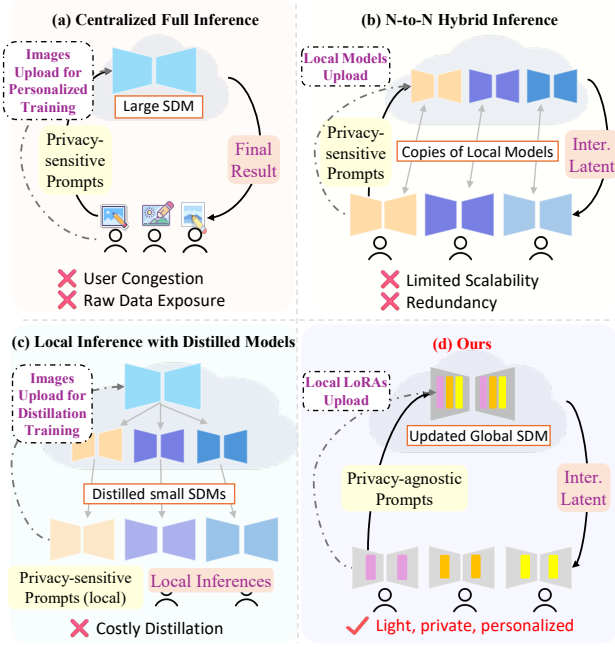 (a) Centralized Full Inference
Images
Upload for
Personalized
Training
Large SDM
Privacy-
sensitive
Prompts
Final
Result
User Congestion
Raw Data Exposure
(b) N-to-N Hybrid Inference
Local Models
Upload
Privacy-
sensitive
Prompts
Copies of Local Models
Inter.
Latent
Limited Scalability
Redundancy
(c) Local Inference with Distilled Models
Images
Upload for
Distillation
Training
Distilled small SDMs
Privacy-sensitive
Prompts (local)
Local Inferences
Costly Distillation
(d) Ours
Local LoRAs
Upload
Updated Global SDM
Privacy-agnostic
Prompts
Inter.
Latent
Light, private, personalized